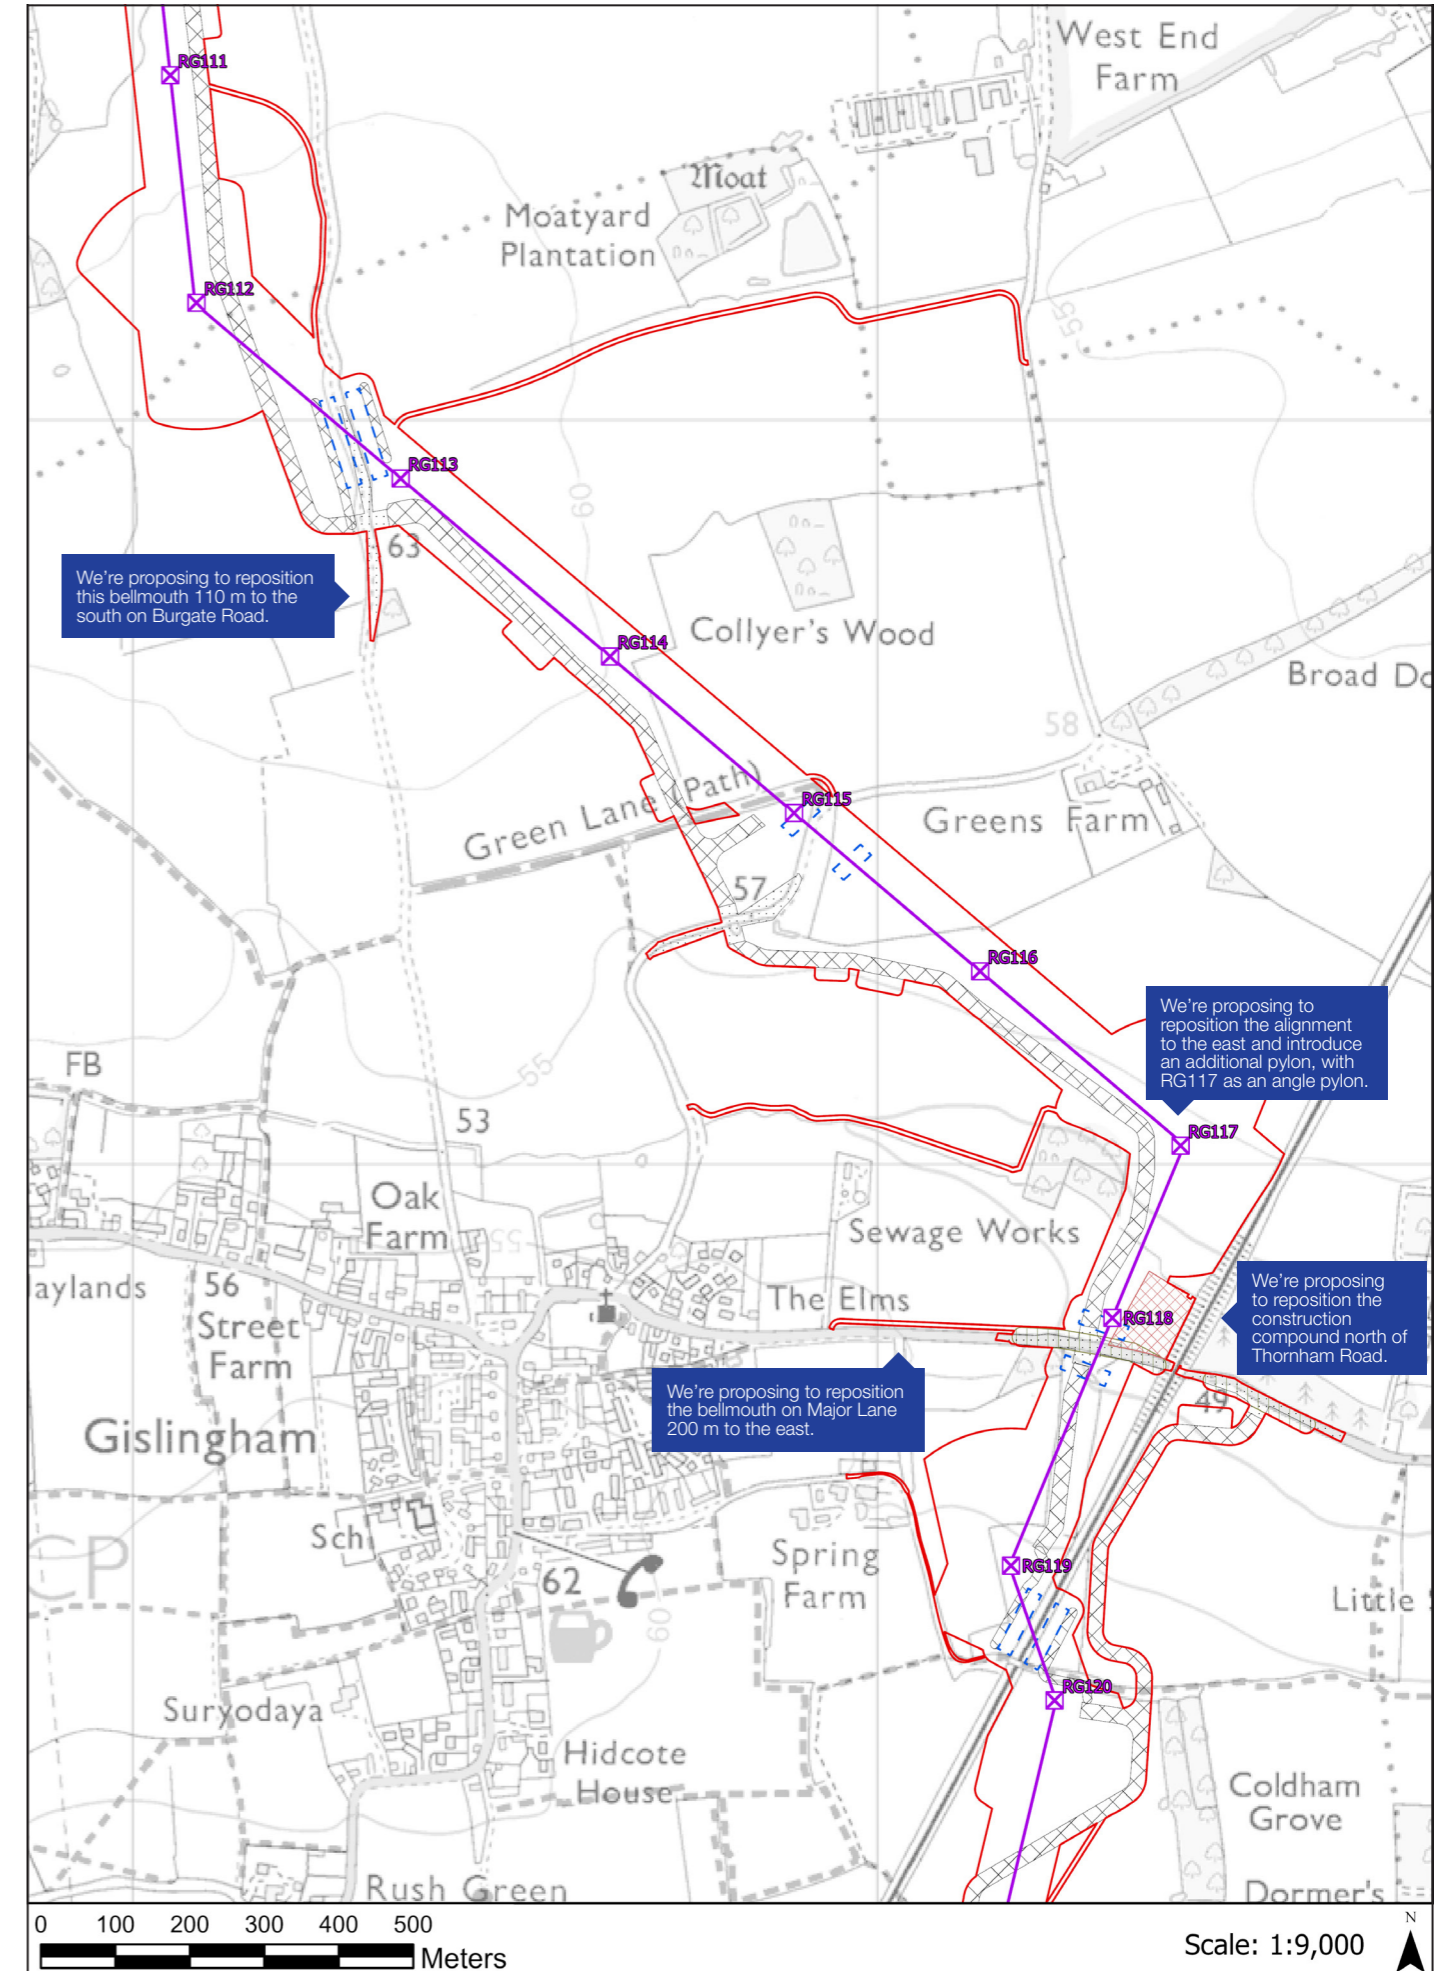 West End
Farm
RG111
Moat
Moatyard
Plantation
RG112
55
RG113
60
63
We're proposing to reposition
this bellmouth 110 m to the
south on Burgate Road.
RG114
Collyer's Wood
Broad Do
58
Green Lane (Path)
RG115
Greens Farm
57
RG116
We're proposing to
reposition the alignment
to the east and introduce
an additional pylon, with
RG117 as an angle pylon.
FB
55
53
RG117
Oak
Farm
55
Sewage Works
aylands
56
Street
Farm
The Elms
RG118
We're proposing
to reposition the
construction
compound north of
Thornham Road.
We're proposing to reposition
the bellmouth on Major Lane
200 m to the east.
49
Gislingham
CP
Sch
62
60
Spring
Farm
RG119
Little
RG120
Suryodaya
Hidcote
House
Coldham
Grove
Rush Green
Dormer's
0 100 200 300 400 500
Meters
Scale: 1:9,000
N